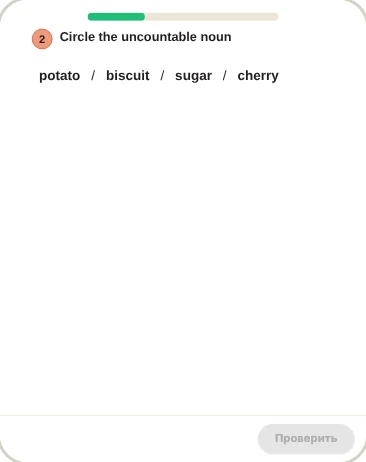 2 Circle the uncountable noun
potato / biscuit / sugar / cherry
Проверить